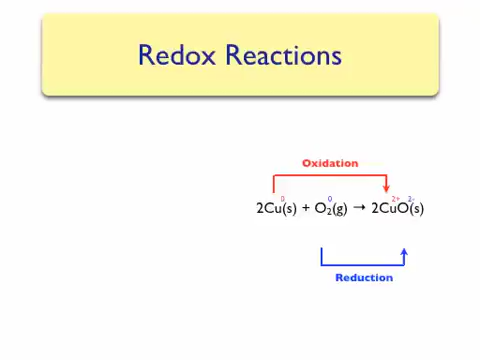 Redox Reactions
Oxidation
0 0 2+ 2-
2Cu(s) + O₂(g) → 2CuO(s)
Reduction